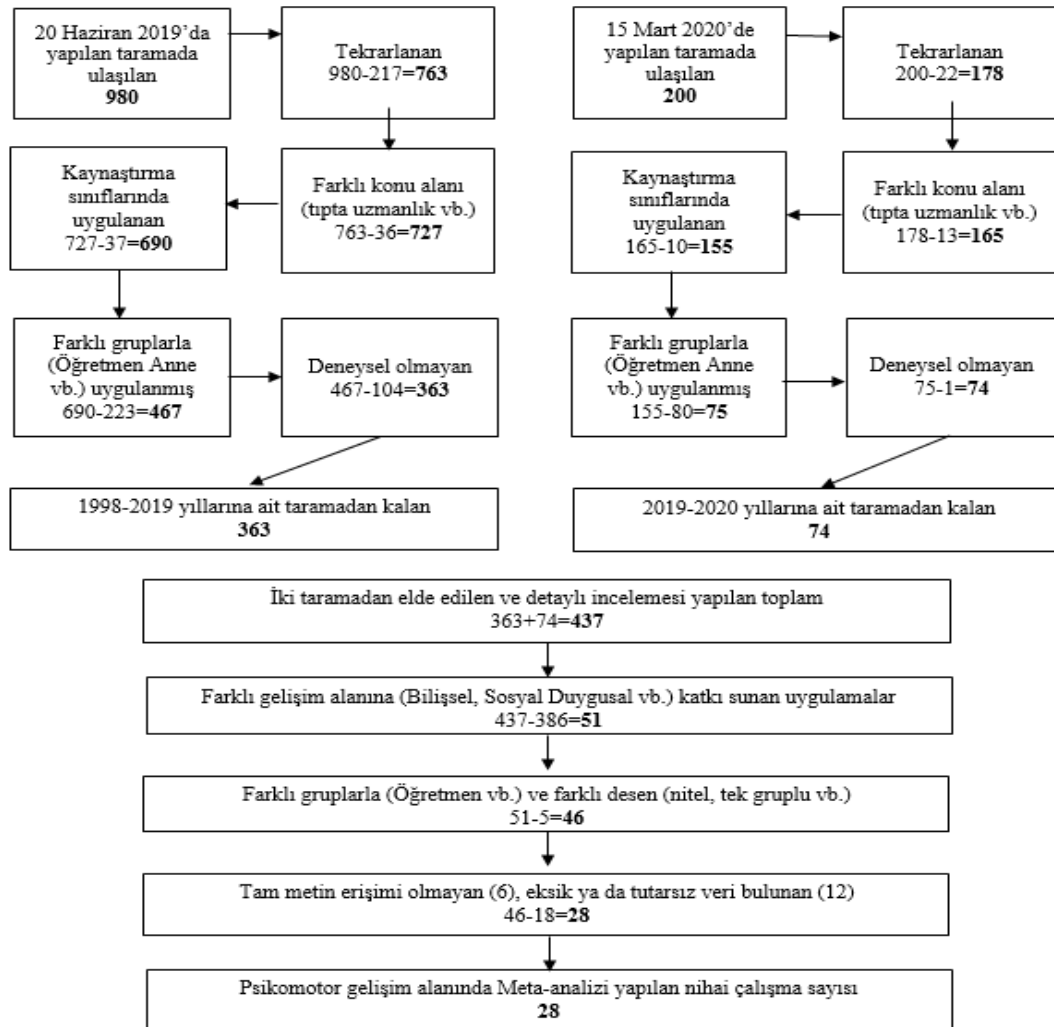 20 Haziran 2019’da
yapılan taramada
ulaşılan
980
Tekrarlanan
980-217=763
Kaynaştırma
sınıflarında
uygulanan
727-37=690
Farklı konu alanı
(tıpta uzmanlık vb.)
763-36=727
Farklı gruplarla
(Öğretmen Anne
vb.) uygulanmış
690-223=467
Deneysel olmayan
467-104=363
1998-2019 yıllarına ait taramadan kalan
363
15 Mart 2020’de
yapılan taramada
ulaşılan
200
Tekrarlanan
200-22=178
Kaynaştırma
sınıflarında
uygulanan
165-10=155
Farklı konu alanı
(tıpta uzmanlık vb.)
178-13=165
Farklı gruplarla
(Öğretmen Anne
vb.) uygulanmış
155-80=75
Deneysel olmayan
75-1=74
2019-2020 yıllarına ait taramadan kalan
74
İki taramadan elde edilen ve detaylı incelemesi yapılan toplam
363+74=437
Farklı gelişim alanına (Bilişsel, Sosyal Duygusal vb.) katkı sunan uygulamalar
437-386=51
Farklı gruplarla (Öğretmen vb.) ve farklı desen (nitel, tek gruplu vb.)
51-5=46
Tam metin erişimi olmayan (6), eksik ya da tutarsız veri bulunan (12)
46-18=28
Psikomotor gelişim alanında Meta-analizi yapılan nihai çalışma sayısı
28